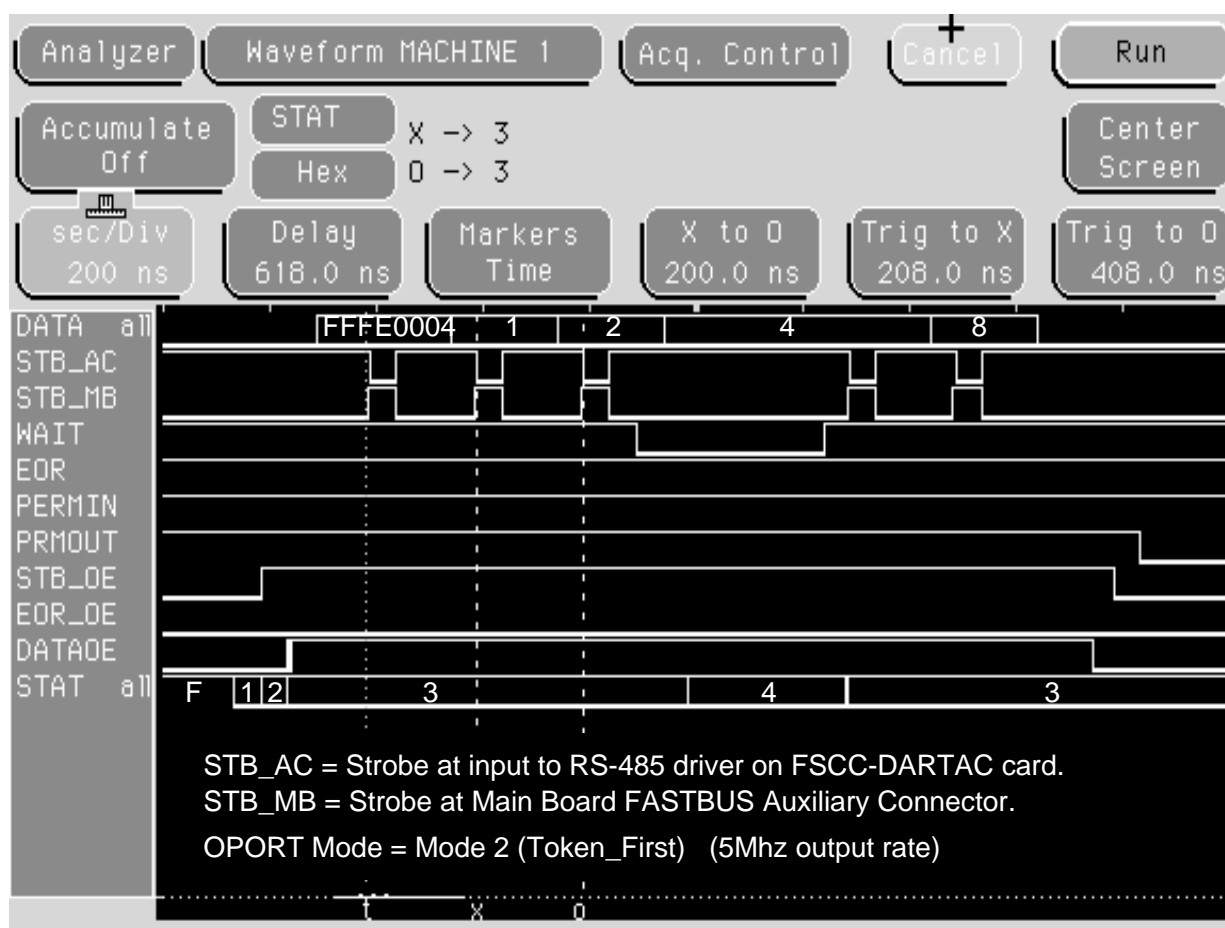 Analyzer Waveform MACHINE 1 Acq. Control Cancel Run
Accumulate Off
STAT X -> 3
Hex O -> 3
Center Screen
sec/Div 200 ns
Delay 618.0 ns
Markers Time
X to O 200.0 ns
Trig to X 208.0 ns
Trig to O 408.0 ns
DATA all FFFE0004 1 2 4 8
STB_AC
STB_MB
WAIT
EOR
PERMIN
PRMOUT
STB_OE
EOR_OE
DATAOE
STAT all F 1 2 3 4 3
STB_AC = Strobe at input to RS-485 driver on FSCC-DARTAC card.
STB_MB = Strobe at Main Board FASTBUS Auxiliary Connector.
OPORT Mode = Mode 2 (Token_First) (5Mhz output rate)
t X O